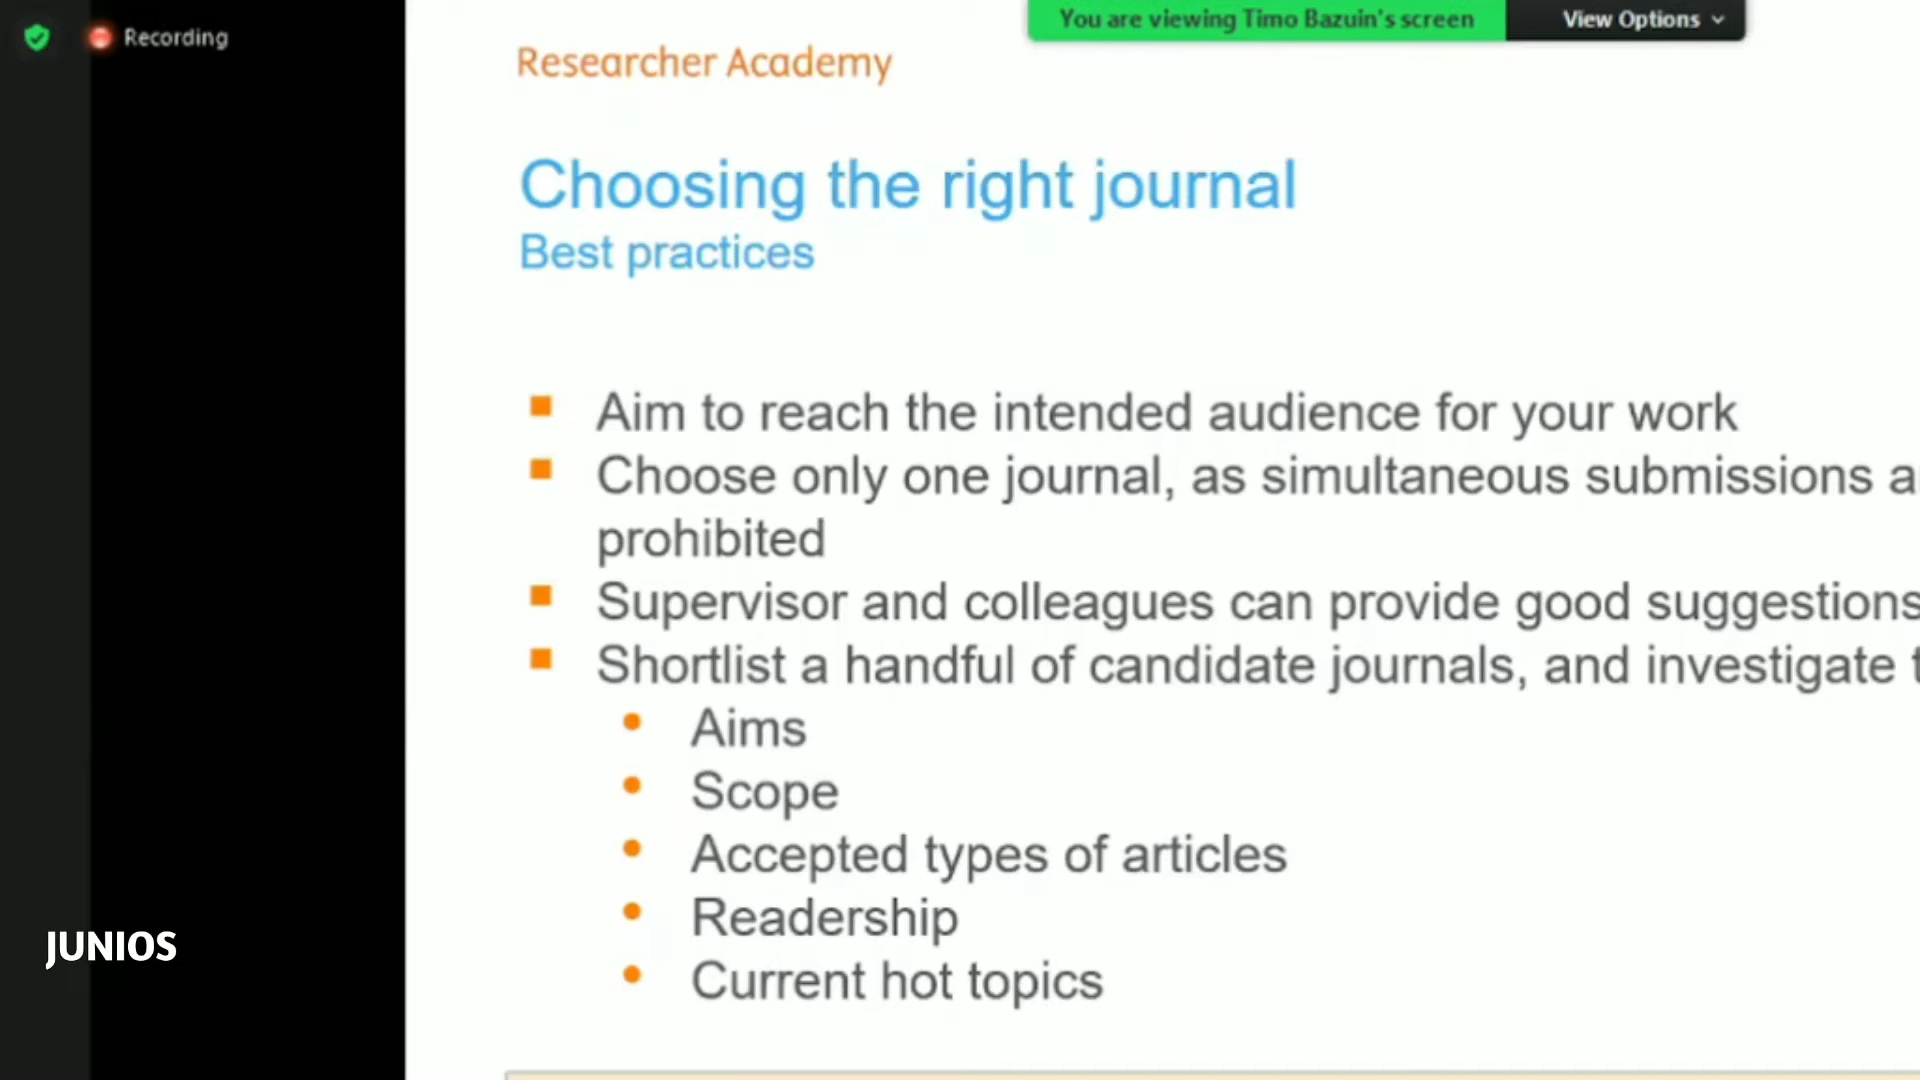 Recording
You are viewing Timo Bazuin's screen
View Options
Researcher Academy
Choosing the right journal
Best practices
Aim to reach the intended audience for your work
Choose only one journal, as simultaneous submissions
prohibited
Supervisor and colleagues can provide good suggestions
Shortlist a handful of candidate journals, and investigate
Aims
Scope
Accepted types of articles
Readership
Current hot topics
JUNIOS